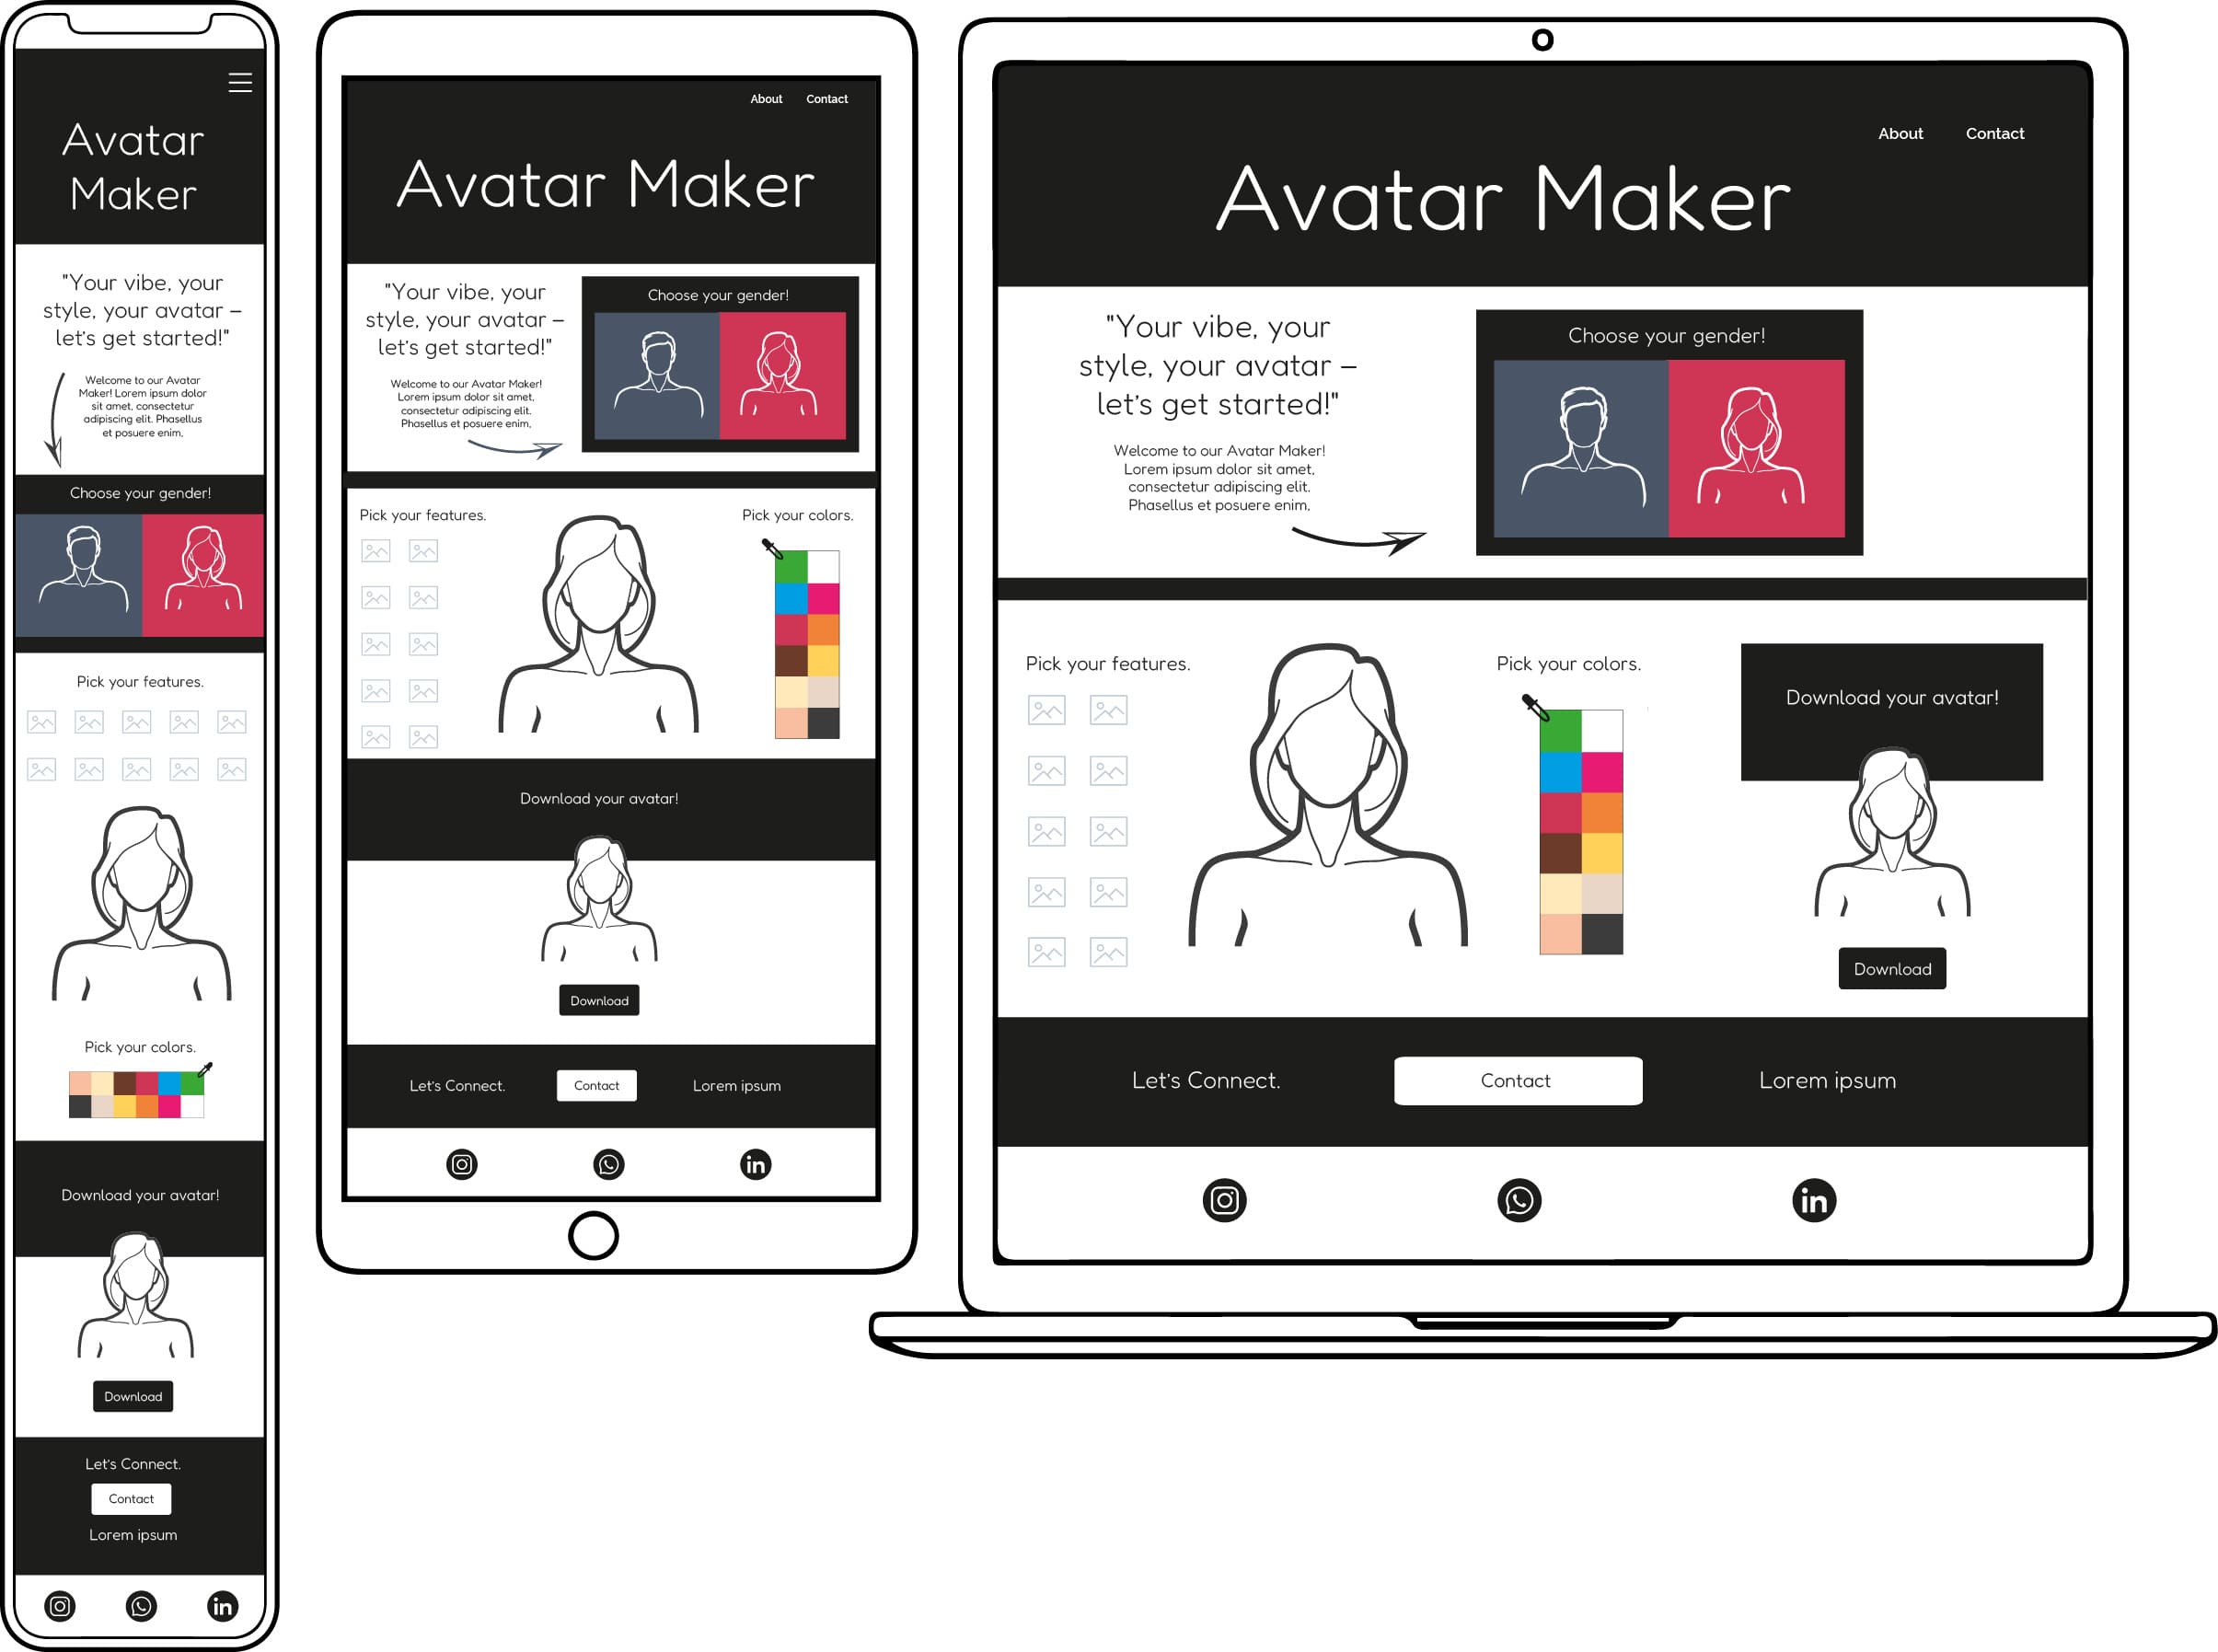 Avatar
Maker
"Your vibe, your
style, your avatar –
let's get started!"
Welcome to our Avatar
Maker! Lorem ipsum dolor
sit amet, consectetur
adipiscing elit. Phasellus
et posuere enim,
Choose your gender!
Pick your features.
Pick your colors.
Download your avatar!
Download
Let's Connect.
Contact
Lorem ipsum
About Contact
Avatar Maker
"Your vibe, your
style, your avatar –
let's get started!"
Welcome to our Avatar Maker!
Lorem ipsum dolor sit amet,
consectetur adipiscing elit.
Phasellus et posuere enim,
Choose your gender!
Pick your features.
Pick your colors.
Download your avatar!
Download
Let's Connect.
Contact
Lorem ipsum
in
About Contact
Avatar Maker
"Your vibe, your
style, your avatar –
let's get started!"
Welcome to our Avatar Maker!
Lorem ipsum dolor sit amet,
consectetur adipiscing elit.
Phasellus et posuere enim,
Choose your gender!
Pick your features.
Pick your colors.
Download your avatar!
Download
Let's Connect.
Contact
Lorem ipsum
in